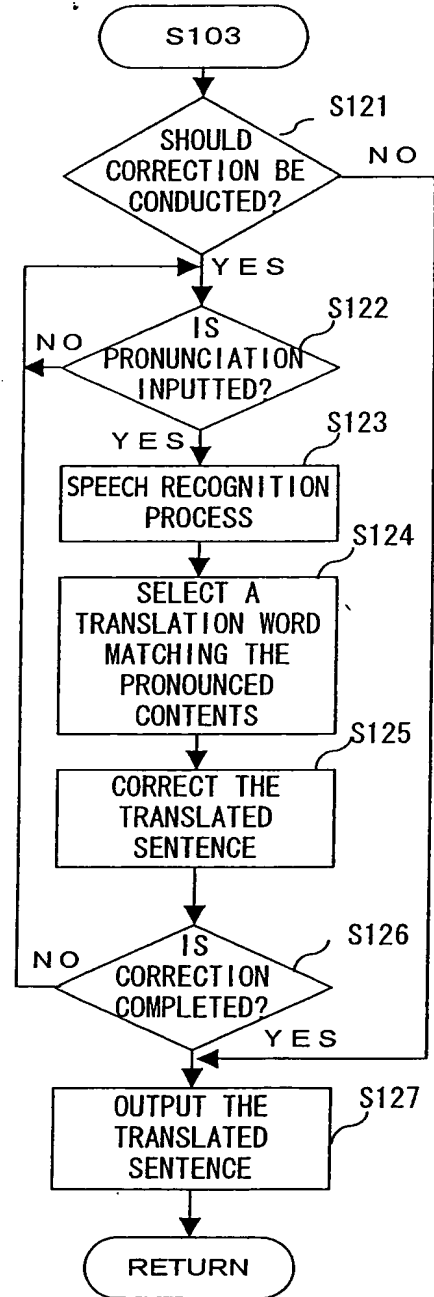 S103
S121
SHOULD
CORRECTION BE
CONDUCTED?
NO
YES
S122
IS
PRONUNCIATION
INPUTTED?
NO
YES
S123
SPEECH RECOGNITION
PROCESS
S124
SELECT A
TRANSLATION WORD
MATCHING THE
PRONOUNCED
CONTENTS
S125
CORRECT THE
TRANSLATED
SENTENCE
S126
IS
CORRECTION
COMPLETED?
NO
YES
S127
OUTPUT THE
TRANSLATED
SENTENCE
RETURN